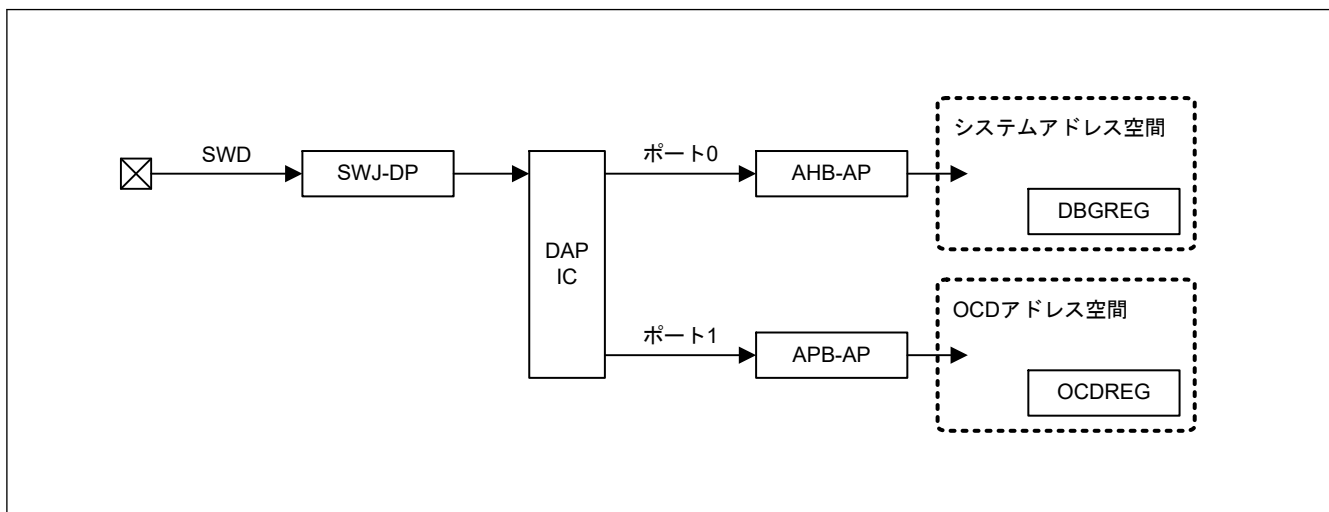 SWD
SWJ-DP
DAP
IC
ポート0
AHB-AP
システムアドレス空間
DBGREG
ポート1
APB-AP
OCDアドレス空間
OCDREG